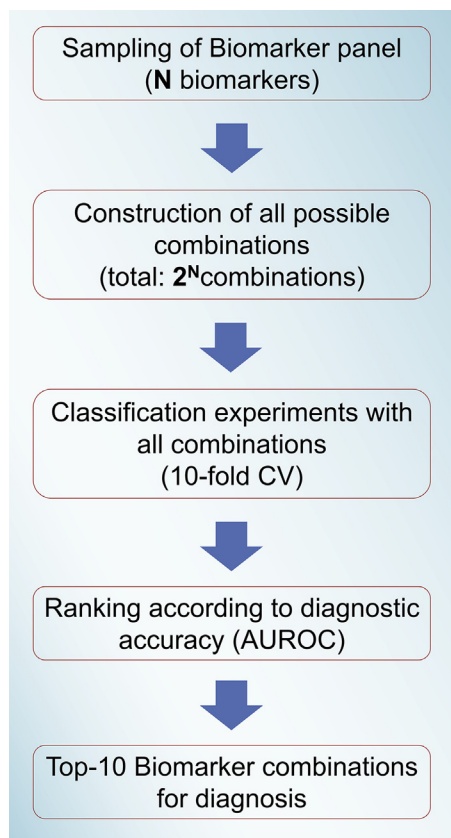 Sampling of Biomarker panel
(N biomarkers)
Construction of all possible
combinations
(total: 2ᴺcombinations)
Classification experiments with
all combinations
(10-fold CV)
Ranking according to diagnostic
accuracy (AUROC)
Top-10 Biomarker combinations
for diagnosis